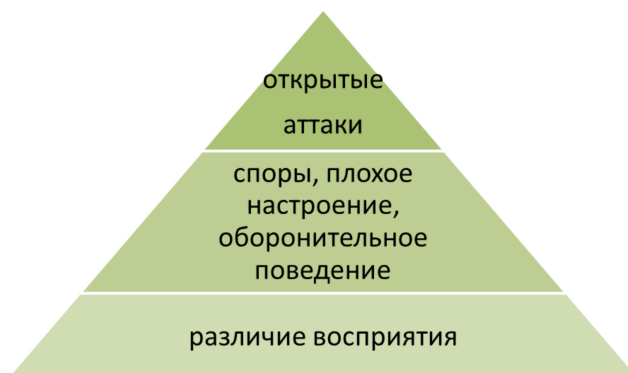 открытые
аттаки
споры, плохое
настроение,
оборонительное
поведение
различие восприятия